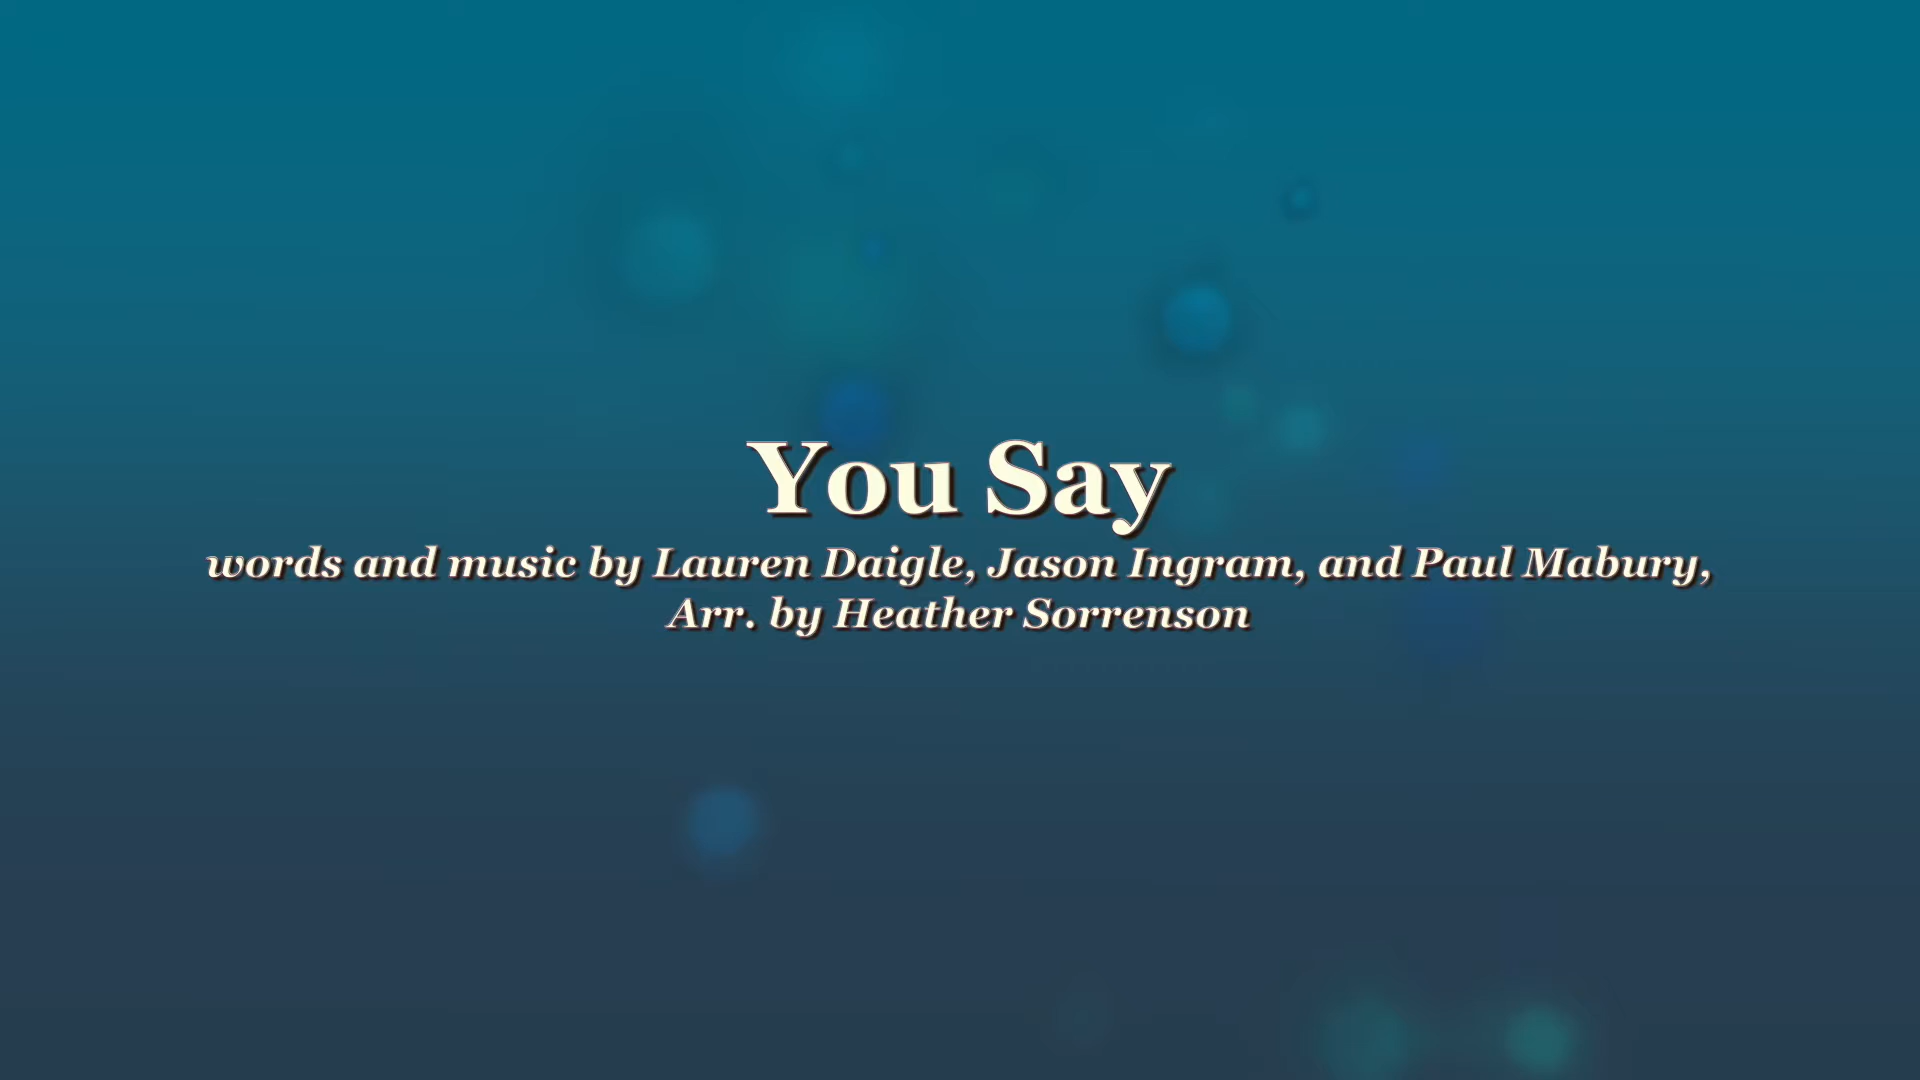 You Say
words and music by Lauren Daigle, Jason Ingram, and Paul Mabury,
Arr. by Heather Sorrenson